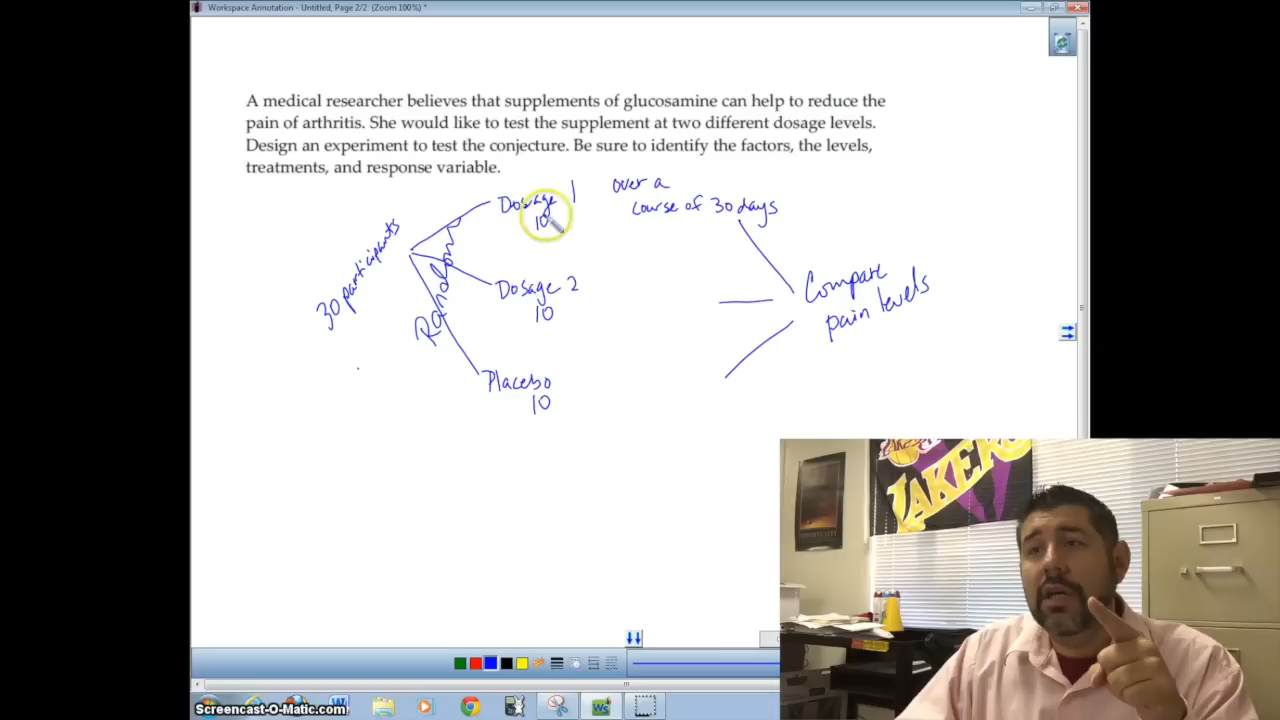 Workspace Annotation - Untitled, Page 2/2 (Zoom 100%) *
A medical researcher believes that supplements of glucosamine can help to reduce the
pain of arthritis. She would like to test the supplement at two different dosage levels.
Design an experiment to test the conjecture. Be sure to identify the factors, the levels,
treatments, and response variable.
30 participants
Random
Dosage 1
10
over a
course of 30 days
Dosage 2
10
Compare
pain levels
Placebo
10
LAKERS
Screencast-O-Matic.com